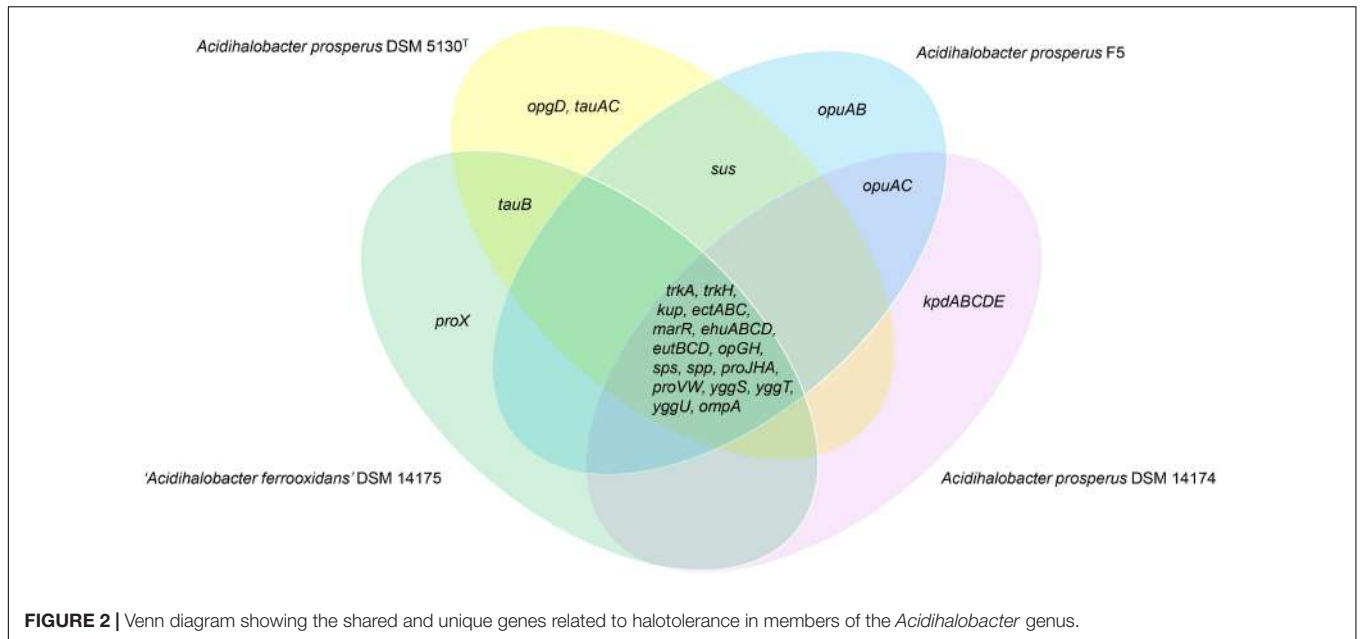 Acidihalobacter prosperus DSM 5130ᵀ
Acidihalobacter prosperus F5
opgD, tauAC
opuAB
sus
opuAC
tauB
proX
kpdABCDE
trkA, trkH,
kup, ectABC,
marR, ehuABCD,
eutBCD, opGH,
sps, spp, proJHA,
proVW, yggS, yggT,
yggU, ompA
'Acidihalobacter ferrooxidans' DSM 14175
Acidihalobacter prosperus DSM 14174
FIGURE 2 | Venn diagram showing the shared and unique genes related to halotolerance in members of the Acidihalobacter genus.